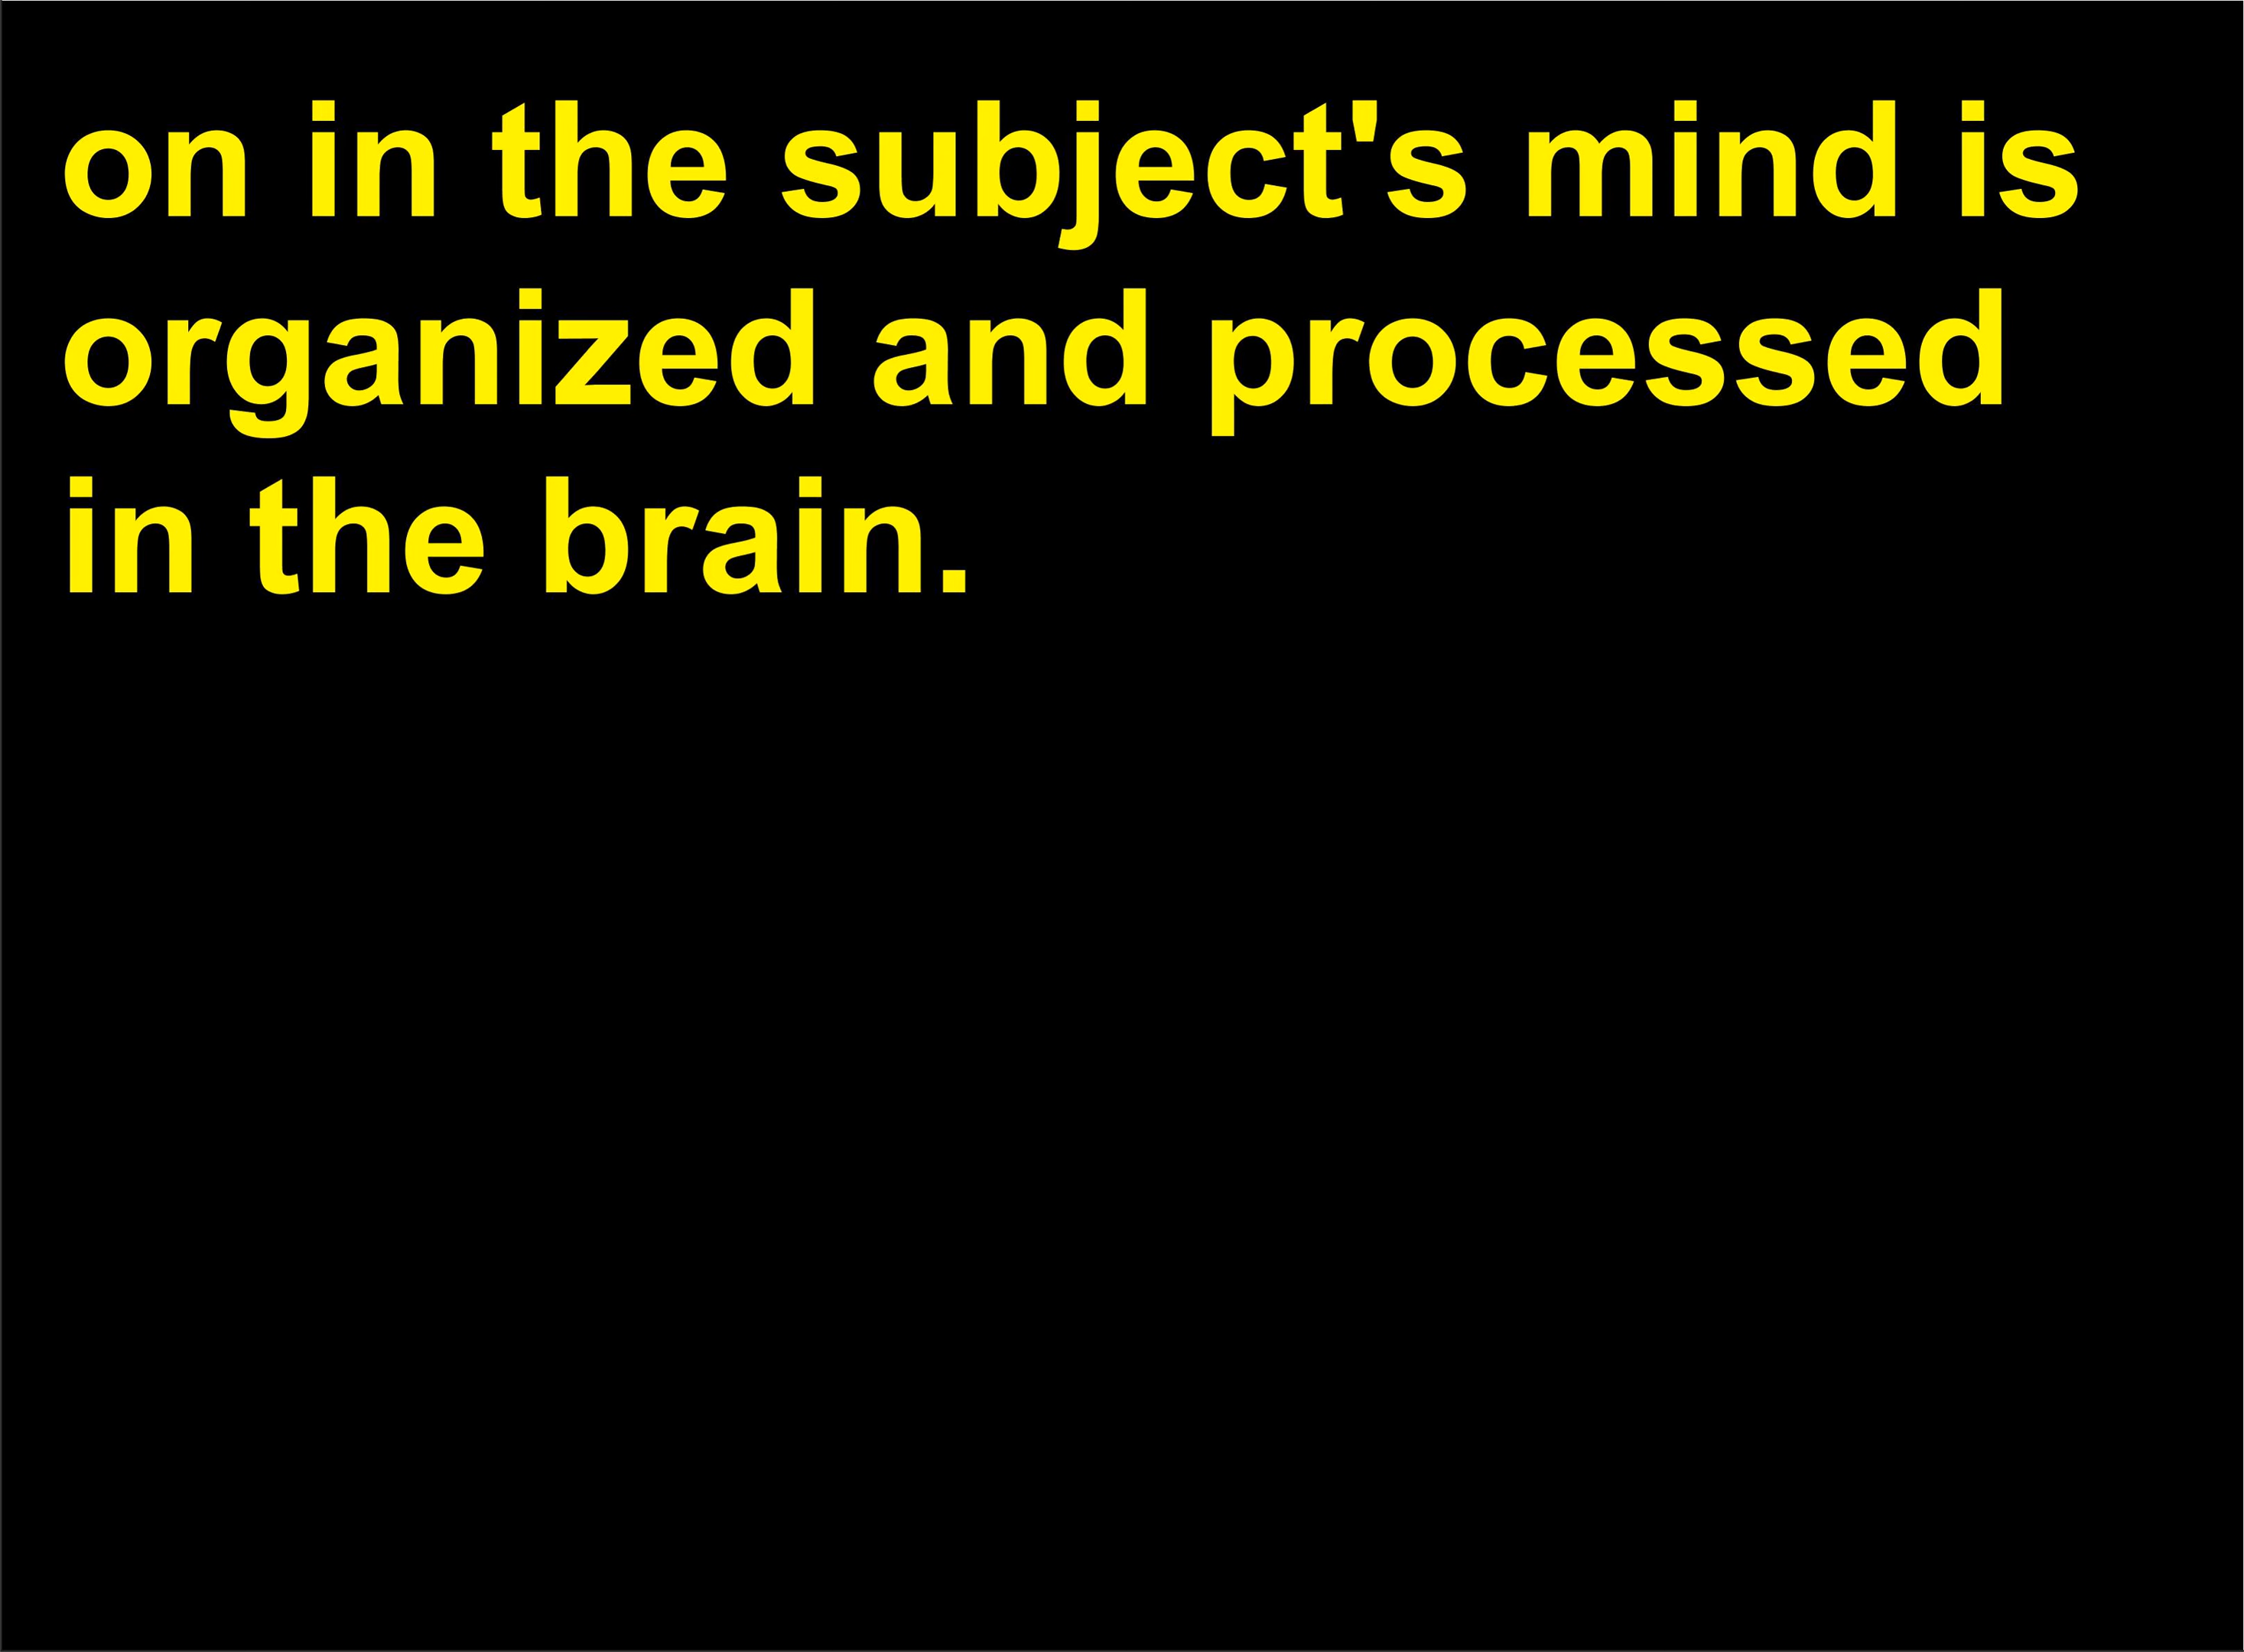 on in the subject's mind is
organized and processed
in the brain.